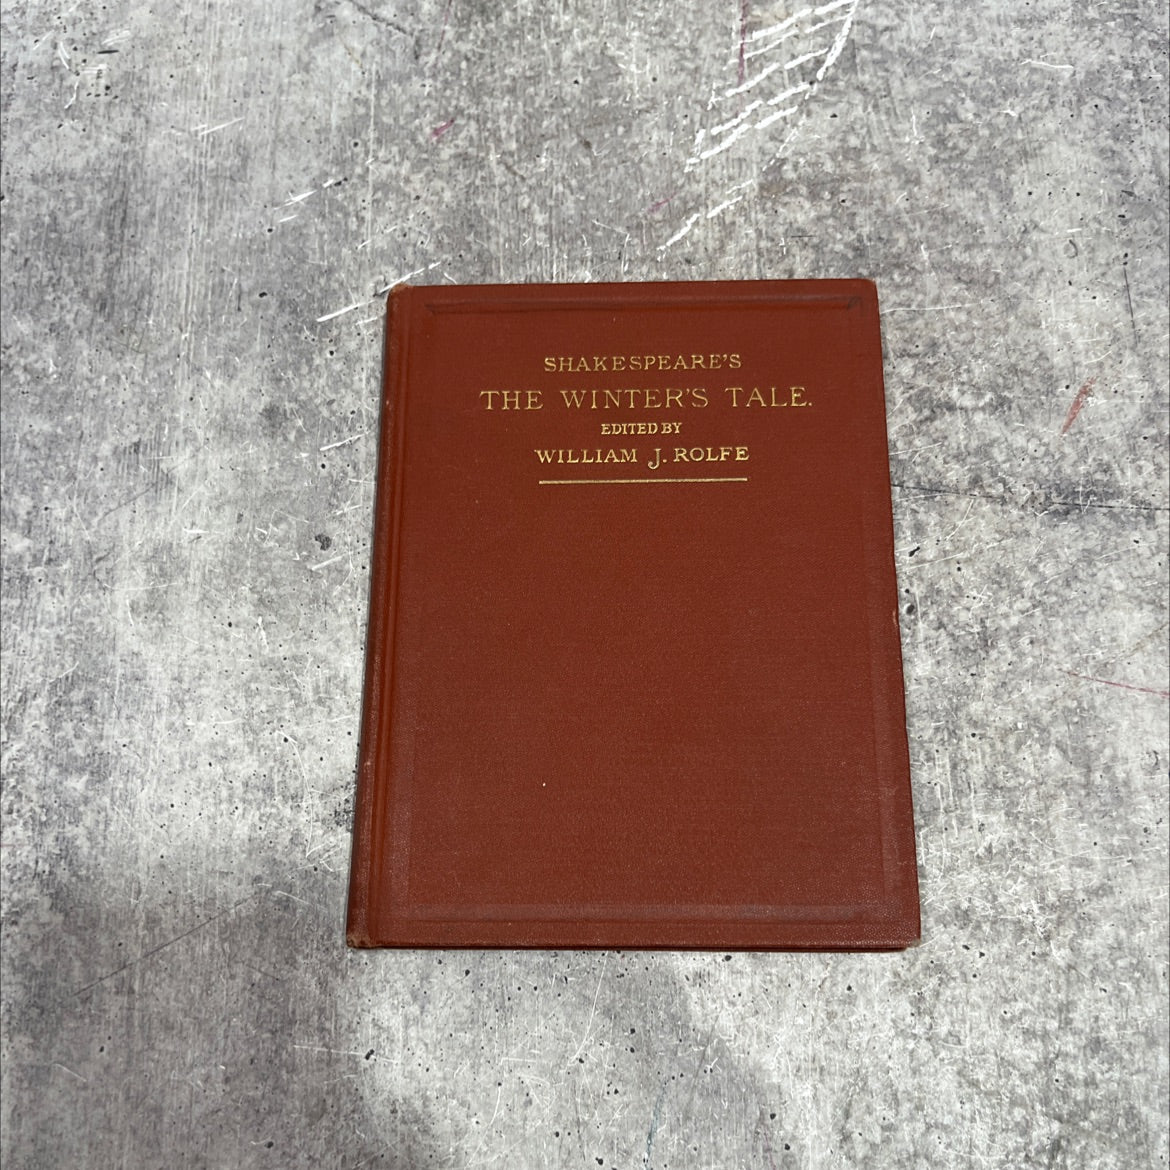 SHAKESPEARE'S
THE WINTER'S TALE.
EDITED BY
WILLIAM J. ROLFE